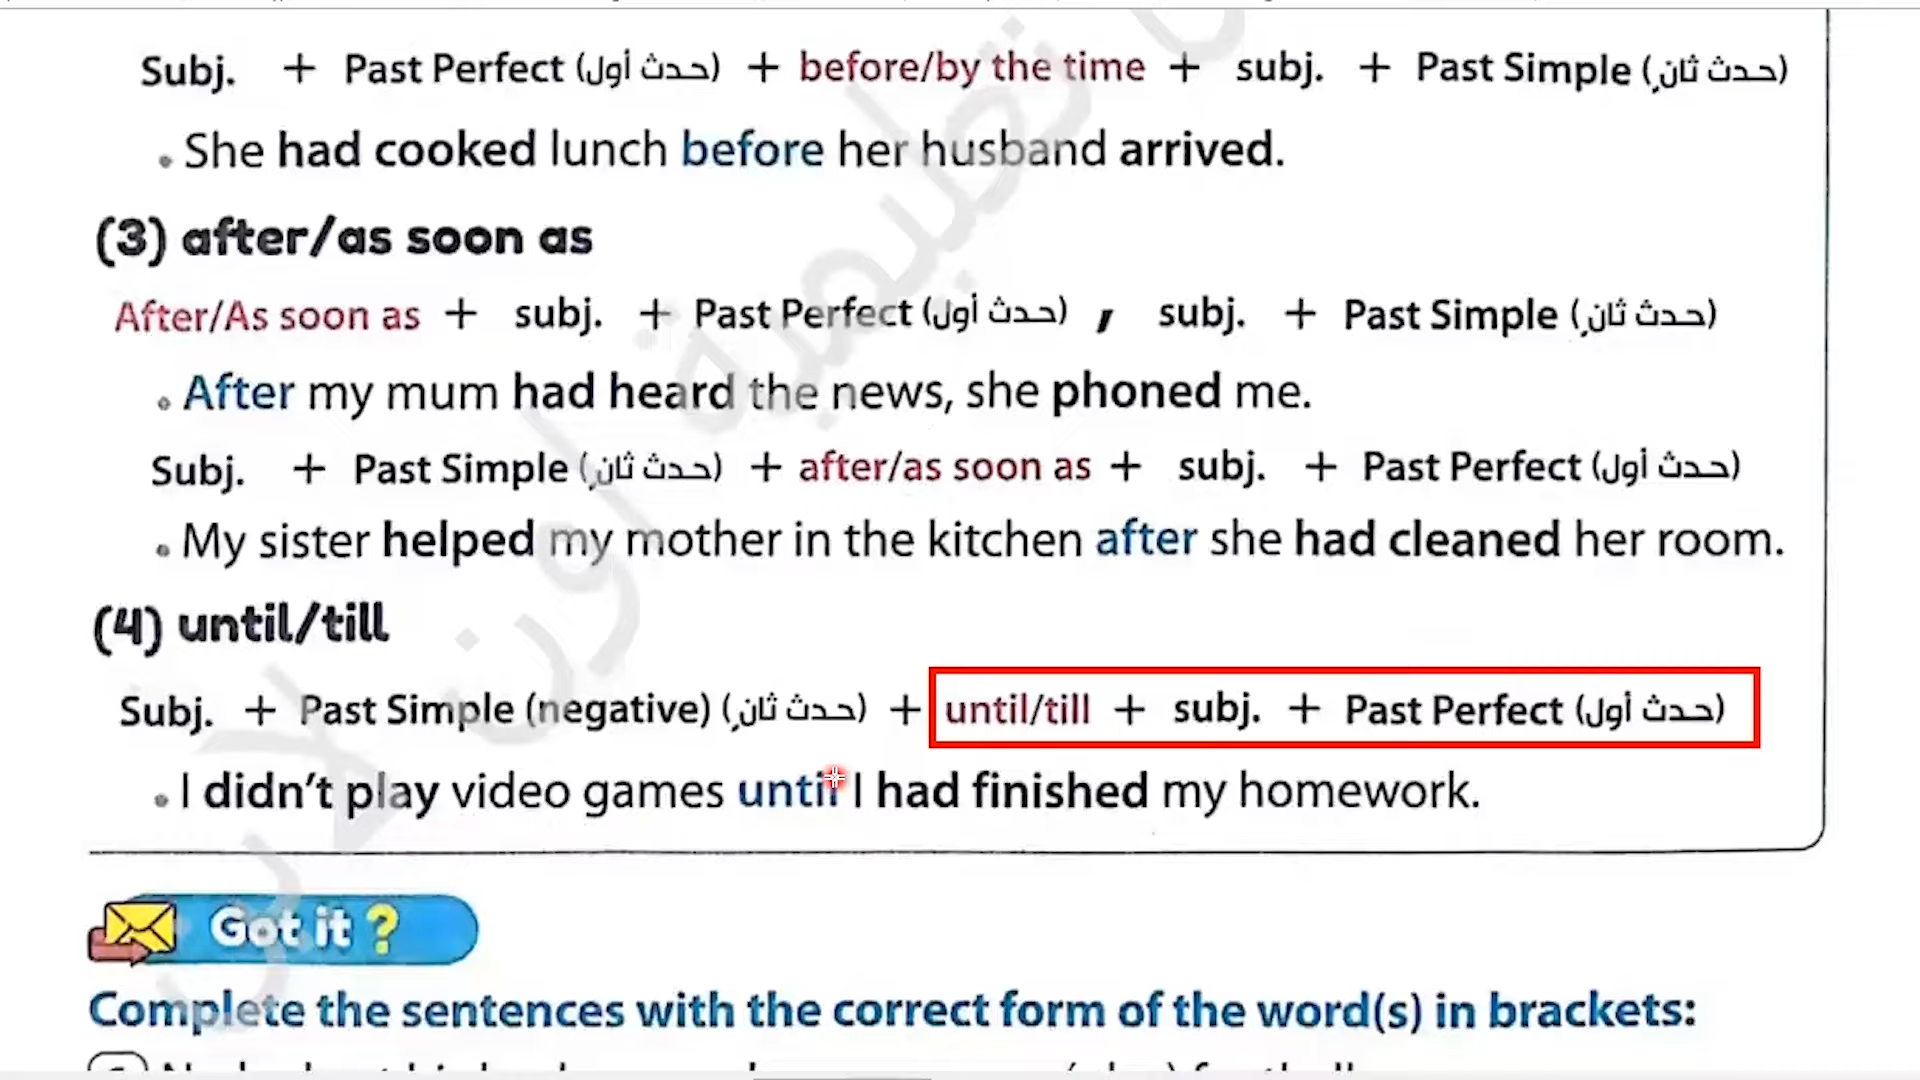 Subj. + Past Perfect (حدث أول) + before/by the time + subj. + Past Simple (حدث ثانٍ)
• She had cooked lunch before her husband arrived.
(3) after/as soon as
After/As soon as + subj. + Past Perfect (حدث أول) , subj. + Past Simple (حدث ثانٍ)
• After my mum had heard the news, she phoned me.
Subj. + Past Simple (حدث ثانٍ) + after/as soon as + subj. + Past Perfect (حدث أول)
• My sister helped my mother in the kitchen after she had cleaned her room.
(4) until/till
Subj. + Past Simple (negative) (حدث ثانٍ) + until/till + subj. + Past Perfect (حدث أول)
• I didn't play video games until I had finished my homework.
Got it ?
Complete the sentences with the correct form of the word(s) in brackets: